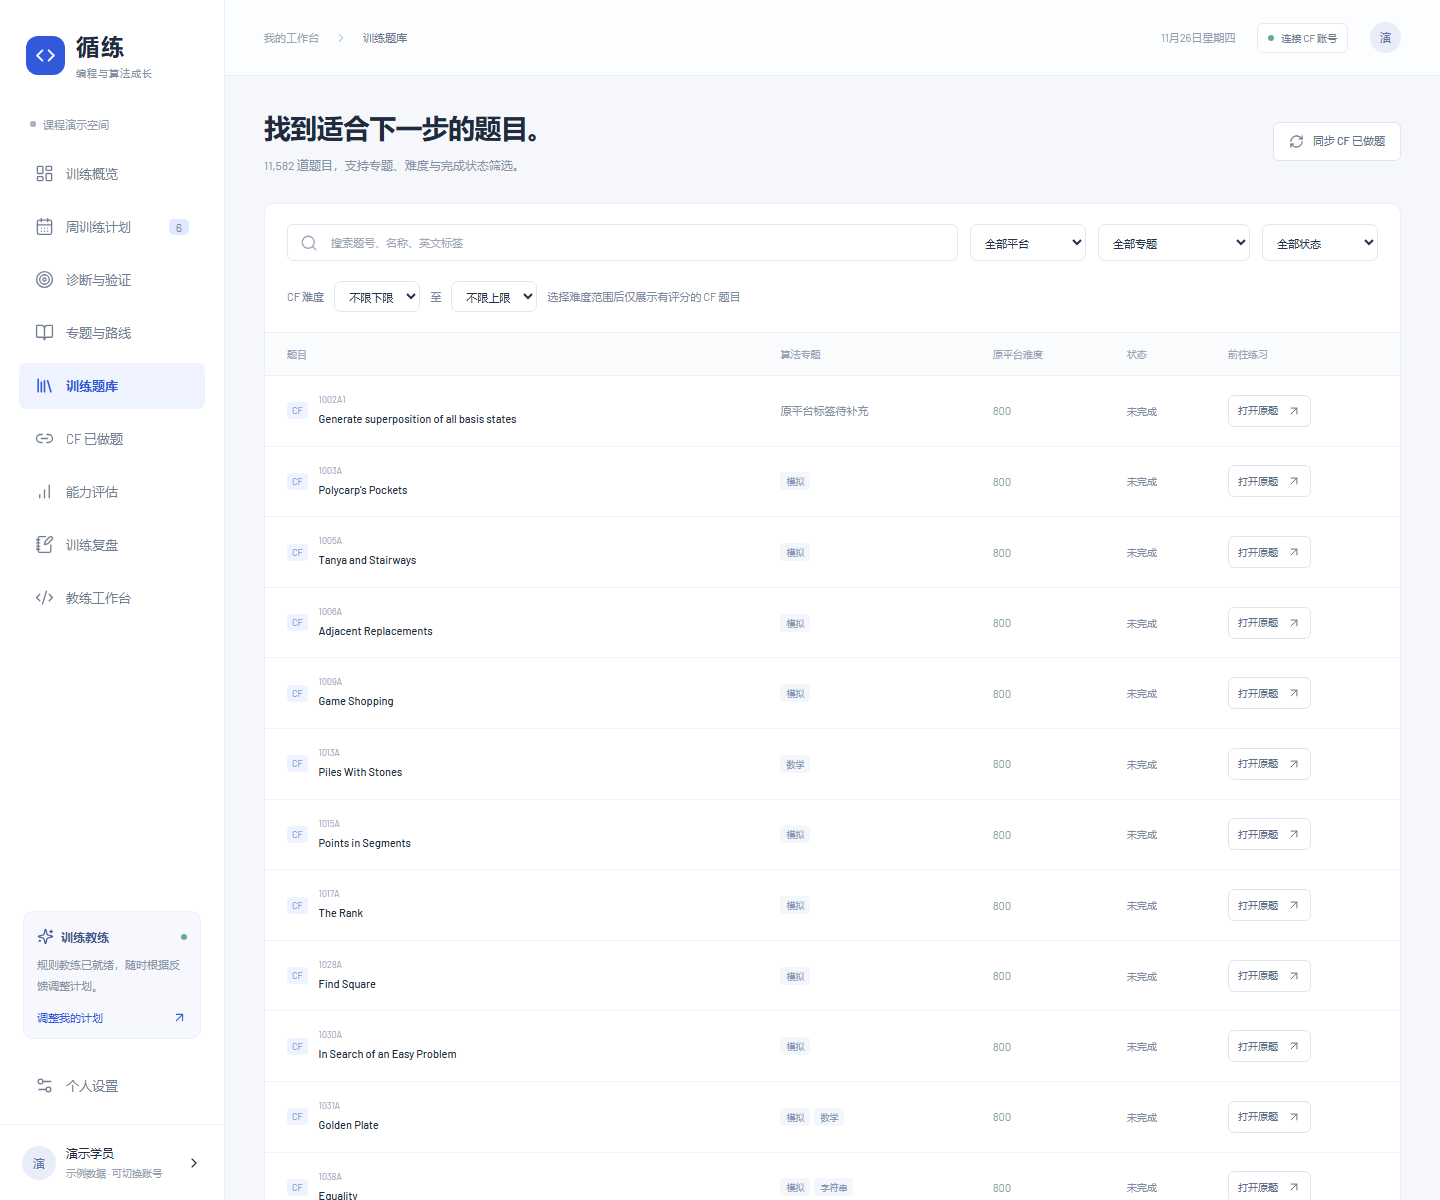 循练
编程与算法成长
课程演示空间
训练概览
周训练计划
6
诊断与验证
专题与路线
训练题库
CF 已做题
能力评估
训练复盘
教练工作台
训练教练
规则教练已就绪，随时根据反
馈调整计划。
调整我的计划
个人设置
演
演示学员
示例数据 · 可切换账号
我的工作台
训练题库
11月26日星期四
连接 CF 账号
演
找到适合下一步的题目。
11,582 道题目，支持专题、难度与完成状态筛选。
同步 CF 已做题
搜索题号、名称、英文标签
全部平台
全部专题
全部状态
CF 难度
不限下限
至
不限上限
选择难度范围后仅展示有评分的 CF 题目
题目 算法专题 原平台难度 状态 前往练习
1002A1
CF Generate superposition of all basis states 原平台标签待补充 800 未完成 打开原题
1003A
CF Polycarp's Pockets 模拟 800 未完成 打开原题
1005A
CF Tanya and Stairways 模拟 800 未完成 打开原题
1006A
CF Adjacent Replacements 模拟 800 未完成 打开原题
1009A
CF Game Shopping 模拟 800 未完成 打开原题
1013A
CF Piles With Stones 数学 800 未完成 打开原题
1015A
CF Points in Segments 模拟 800 未完成 打开原题
1017A
CF The Rank 模拟 800 未完成 打开原题
1028A
CF Find Square 模拟 800 未完成 打开原题
1030A
CF In Search of an Easy Problem 模拟 800 未完成 打开原题
1031A
CF Golden Plate 模拟 数学 800 未完成 打开原题
1038A
CF Equality 模拟 字符串 800 未完成 打开原题